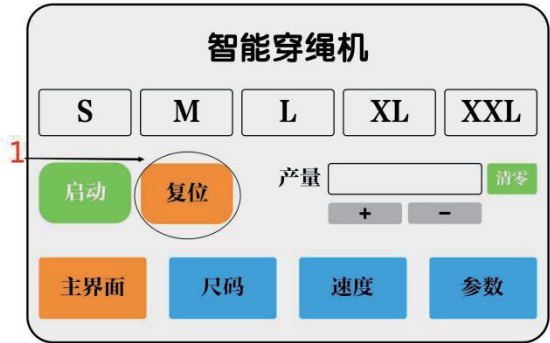 智能穿绳机
S M L XL XXL
1
启动 复位 产量 清零
+ −
主界面 尺码 速度 参数